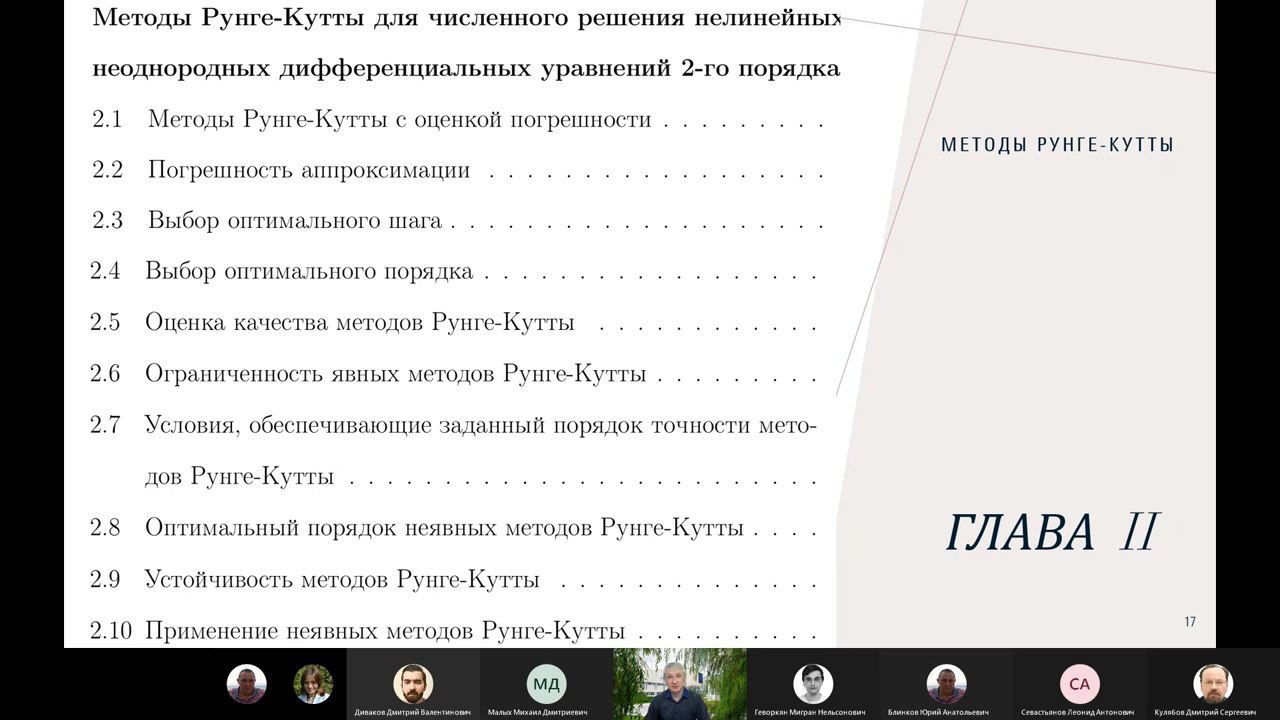 Методы Рунге-Кутты для численного решения нелинейных
неоднородных дифференциальных уравнений 2-го порядка
2.1 Методы Рунге-Кутты с оценкой погрешности . . . . . . . . .
2.2 Погрешность аппроксимации . . . . . . . . . . . . . . . . . .
2.3 Выбор оптимального шага . . . . . . . . . . . . . . . . . . . .
2.4 Выбор оптимального порядка . . . . . . . . . . . . . . . . . .
2.5 Оценка качества методов Рунге-Кутты . . . . . . . . . . . .
2.6 Ограниченность явных методов Рунге-Кутты . . . . . . . . .
2.7 Условия, обеспечивающие заданный порядок точности мето-
дов Рунге-Кутты . . . . . . . . . . . . . . . . . . . . . . . . .
2.8 Оптимальный порядок неявных методов Рунге-Кутты . . . .
2.9 Устойчивость методов Рунге-Кутты . . . . . . . . . . . . . .
2.10 Применение неявных методов Рунге-Кутты . . . . . . . . . .
МЕТОДЫ РУНГЕ-КУТТЫ
ГЛАВА II
17
МД
СА
Диваков Дмитрий Валентинович
Малых Михаил Дмитриевич
Геворкян Мигран Нельсонович
Блинков Юрий Анатольевич
Севастьянов Леонид Антонович
Кулябов Дмитрий Сергеевич